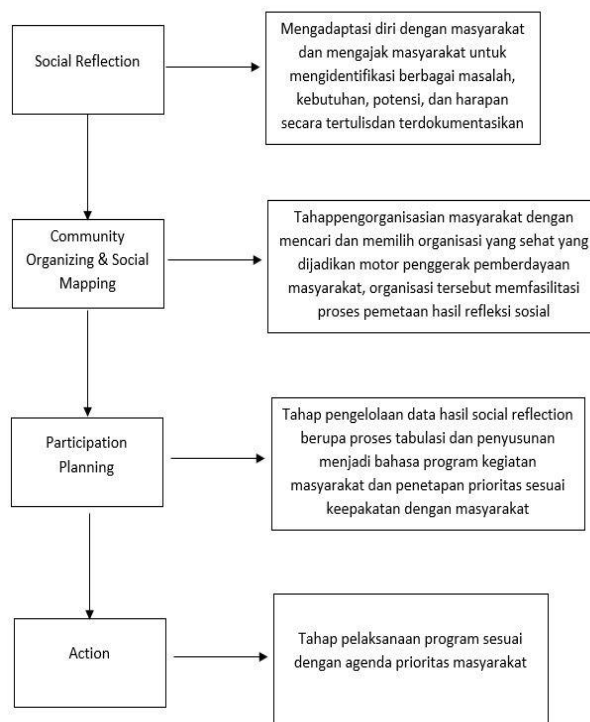 Social Reflection
Mengadaptasi diri dengan masyarakat
dan mengajak masyarakat untuk
mengidentifikasi berbagai masalah,
kebutuhan, potensi, dan harapan
secara tertulisdan terdokumentasikan
Community
Organizing & Social
Mapping
Tahappengorganisasian masyarakat dengan
mencari dan memilih organisasi yang sehat yang
dijadikan motor penggerak pemberdayaan
masyarakat, organisasi tersebut memfasilitasi
proses pemetaan hasil refleksi sosial
Participation
Planning
Tahap pengelolaan data hasil social reflection
berupa proses tabulasi dan penyusunan
menjadi bahasa program kegiatan
masyarakat dan penetapan prioritas sesuai
keepakatan dengan masyarakat
Action
Tahap pelaksanaan program sesuai
dengan agenda prioritas masyarakat